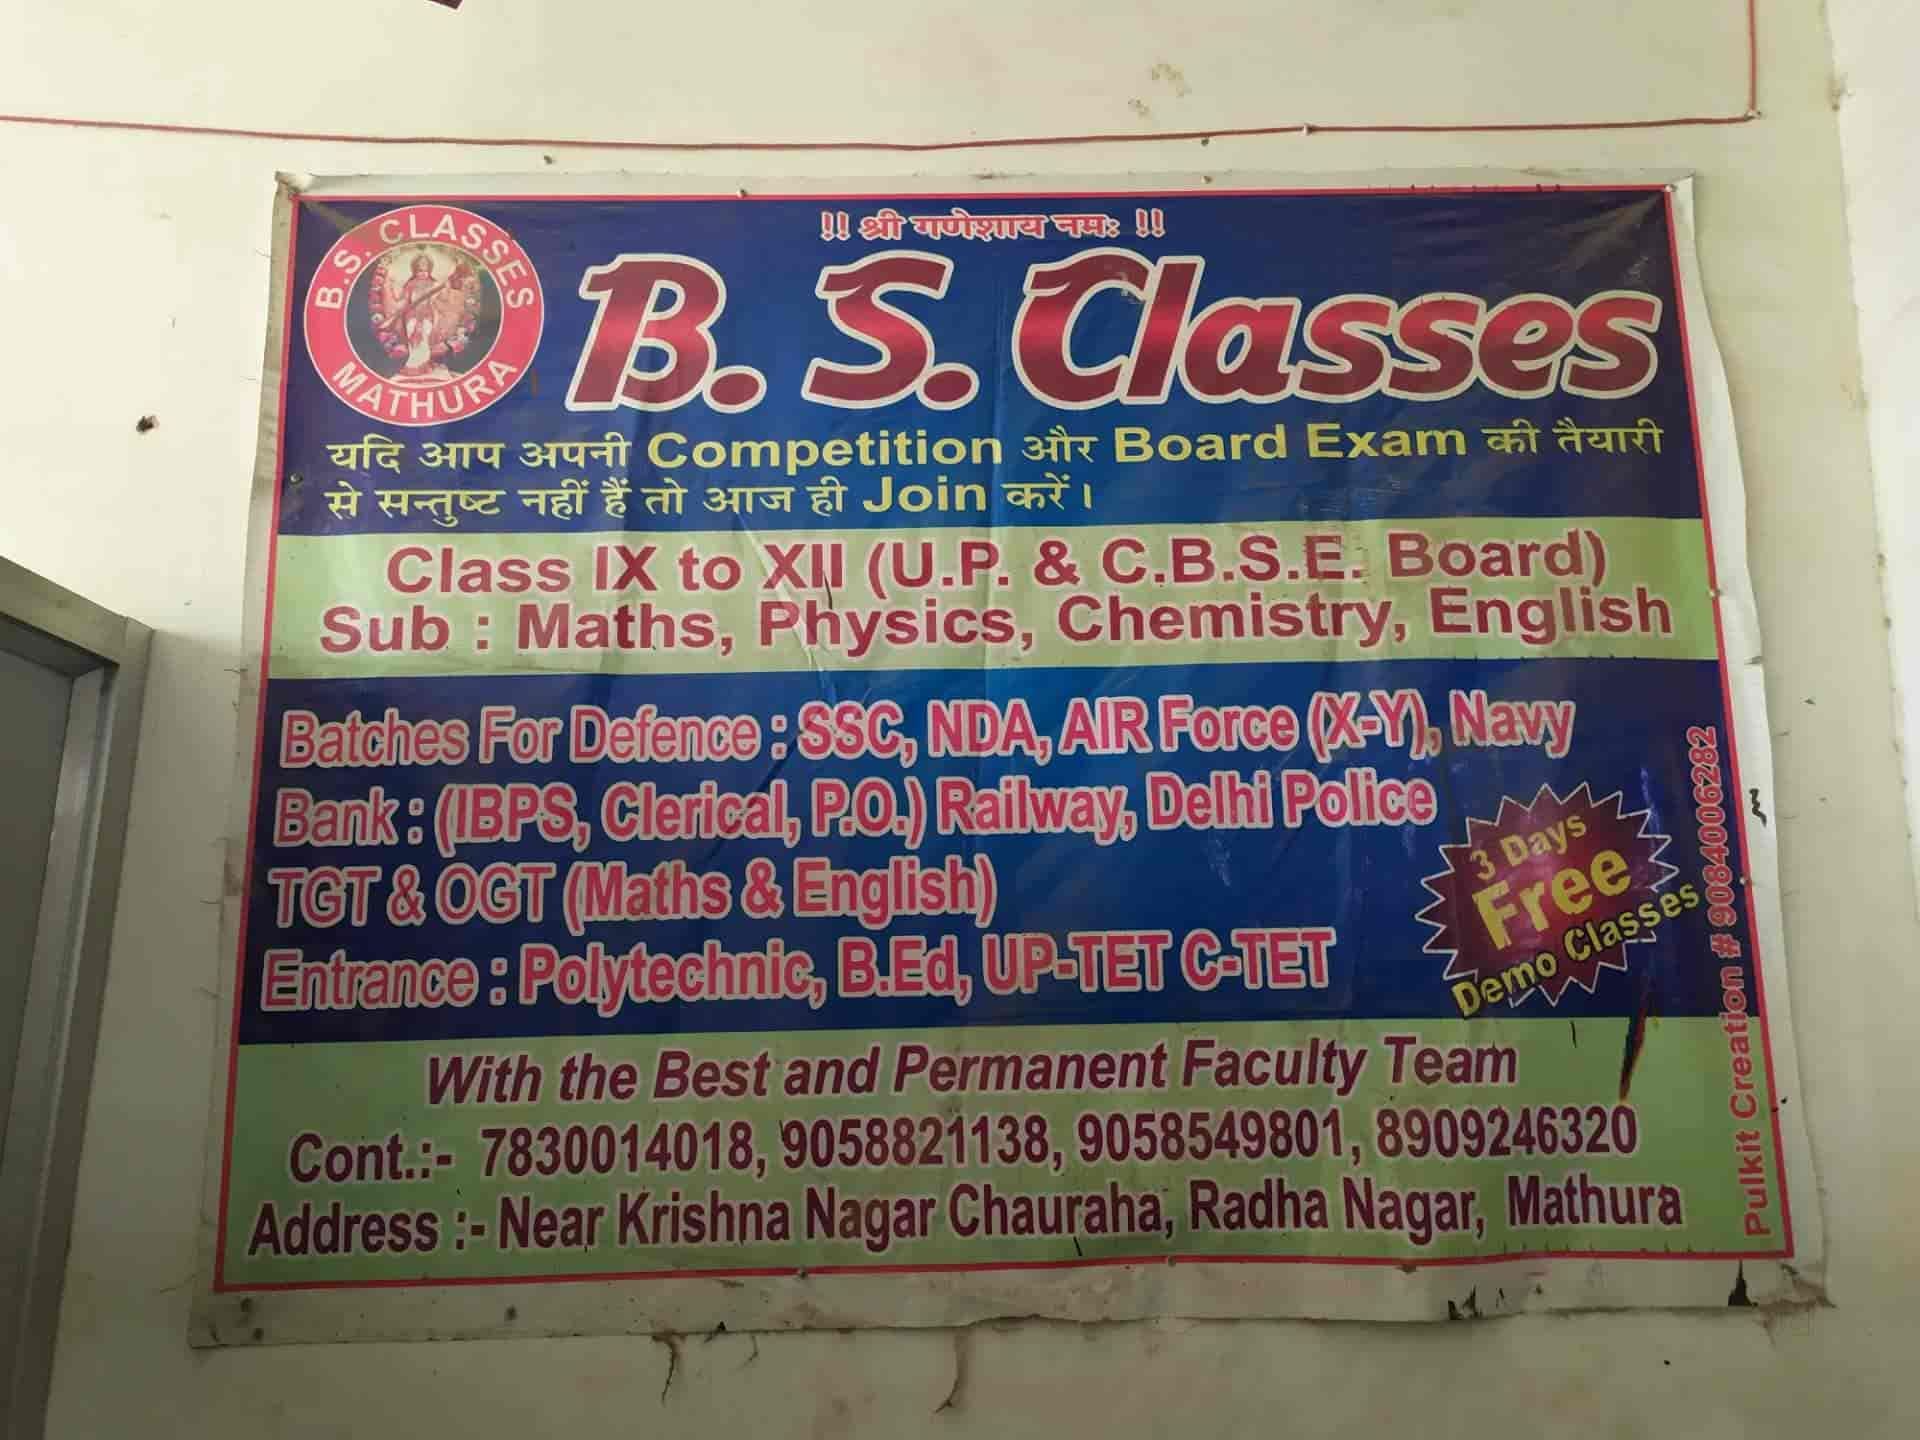 !! श्री गणेशाय नमः !!
B.S. CLASSES
MATHURA
B. S. Classes
यदि आप अपनी Competition और Board Exam की तैयारी
से सन्तुष्ट नहीं हैं तो आज ही Join करें।
Class IX to XII (U.P. & C.B.S.E. Board)
Sub : Maths, Physics, Chemistry, English
Batches For Defence : SSC, NDA, AIR Force (X-Y), Navy
Bank : (IBPS, Clerical, P.O.) Railway, Delhi Police
TGT & OGT (Maths & English)
Entrance : Polytechnic, B.Ed, UP-TET C-TET
3 Days
Free
Demo Classes
With the Best and Permanent Faculty Team
Cont.:- 7830014018, 9058821138, 9058549801, 8909246320
Address :- Near Krishna Nagar Chauraha, Radha Nagar, Mathura
Pulkit Creation # 9084006282